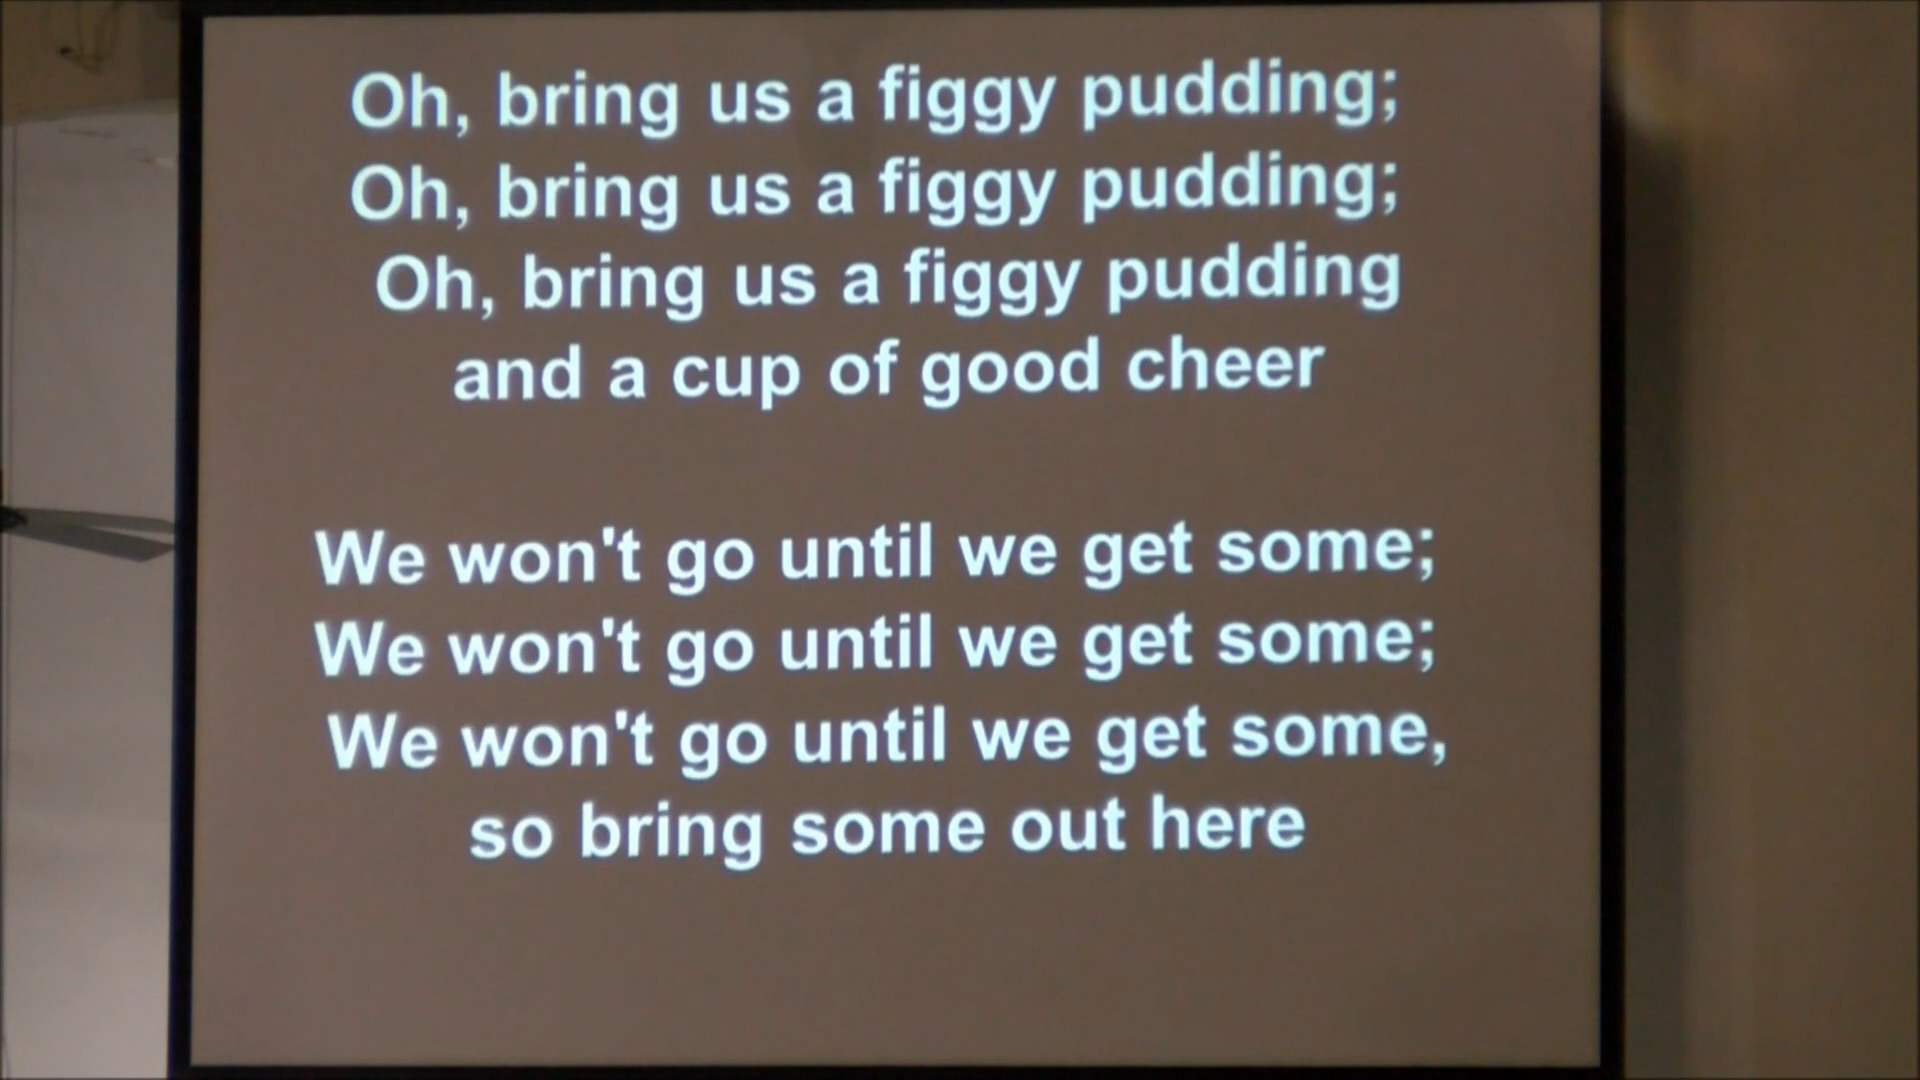 Oh, bring us a figgy pudding;
Oh, bring us a figgy pudding;
Oh, bring us a figgy pudding
and a cup of good cheer
We won't go until we get some;
We won't go until we get some;
We won't go until we get some,
so bring some out here